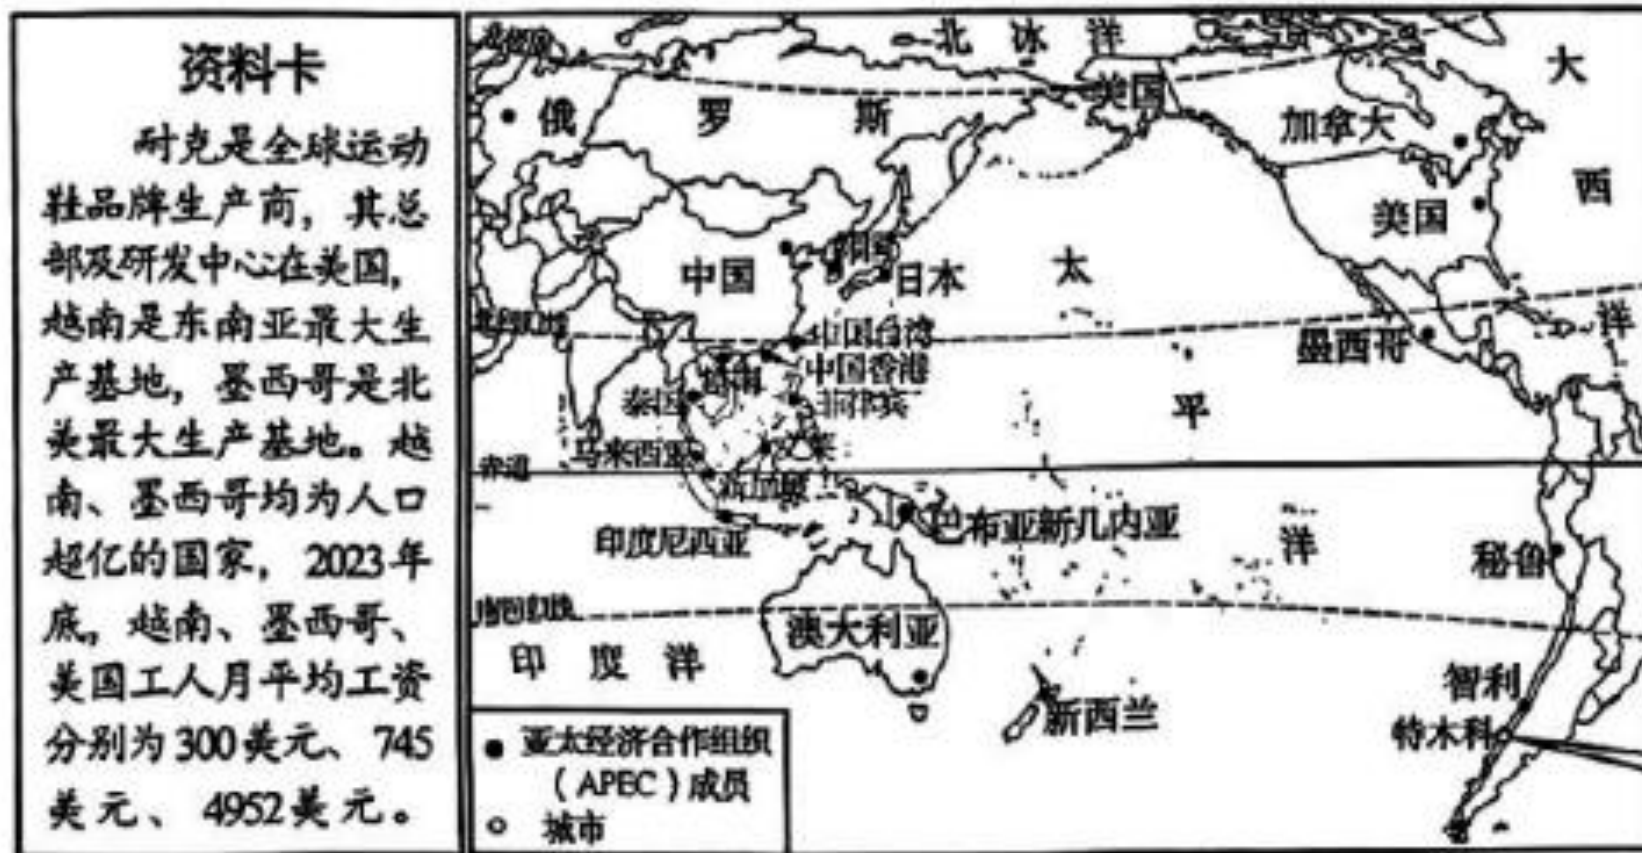 资料卡
耐克是全球运动
鞋品牌生产商，其总
部及研发中心在美国，
越南是东南亚最大生
产基地，墨西哥是北
美最大生产基地。越
南、墨西哥均为人口
超亿的国家，2023年
底，越南、墨西哥、
美国工人月平均工资
分别为300美元、745
美元、4952美元。
北冰洋
大
美国
俄罗斯
加拿大
西
美国
中国
日本
太
洋
中国台湾
墨西哥
中国香港
泰国
菲律宾
平
马来西亚
文莱
赤道
巴布亚新几内亚
印度尼西亚
洋
秘鲁
澳大利亚
印度洋
智利
新西兰
特木科
亚太经济合作组织
（APEC）成员
城市